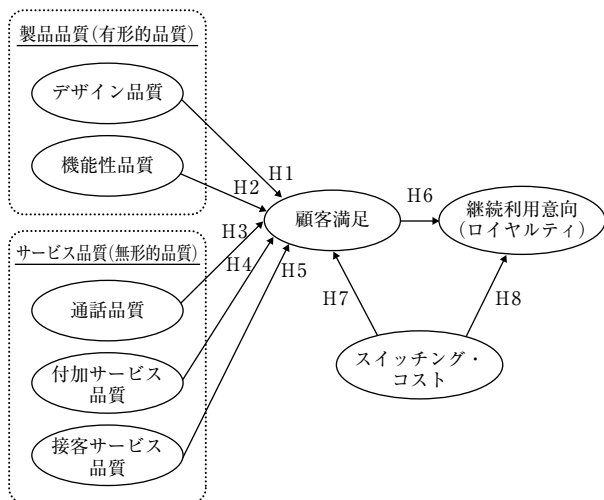 製品品質(有形的品質)
デザイン品質
機能性品質
H1
H2
サービス品質(無形的品質)
通話品質
付加サービス
品質
接客サービス
品質
H3
H4
H5
顧客満足
H6
継続利用意向
(ロイヤルティ)
H7
H8
スイッチング・
コスト